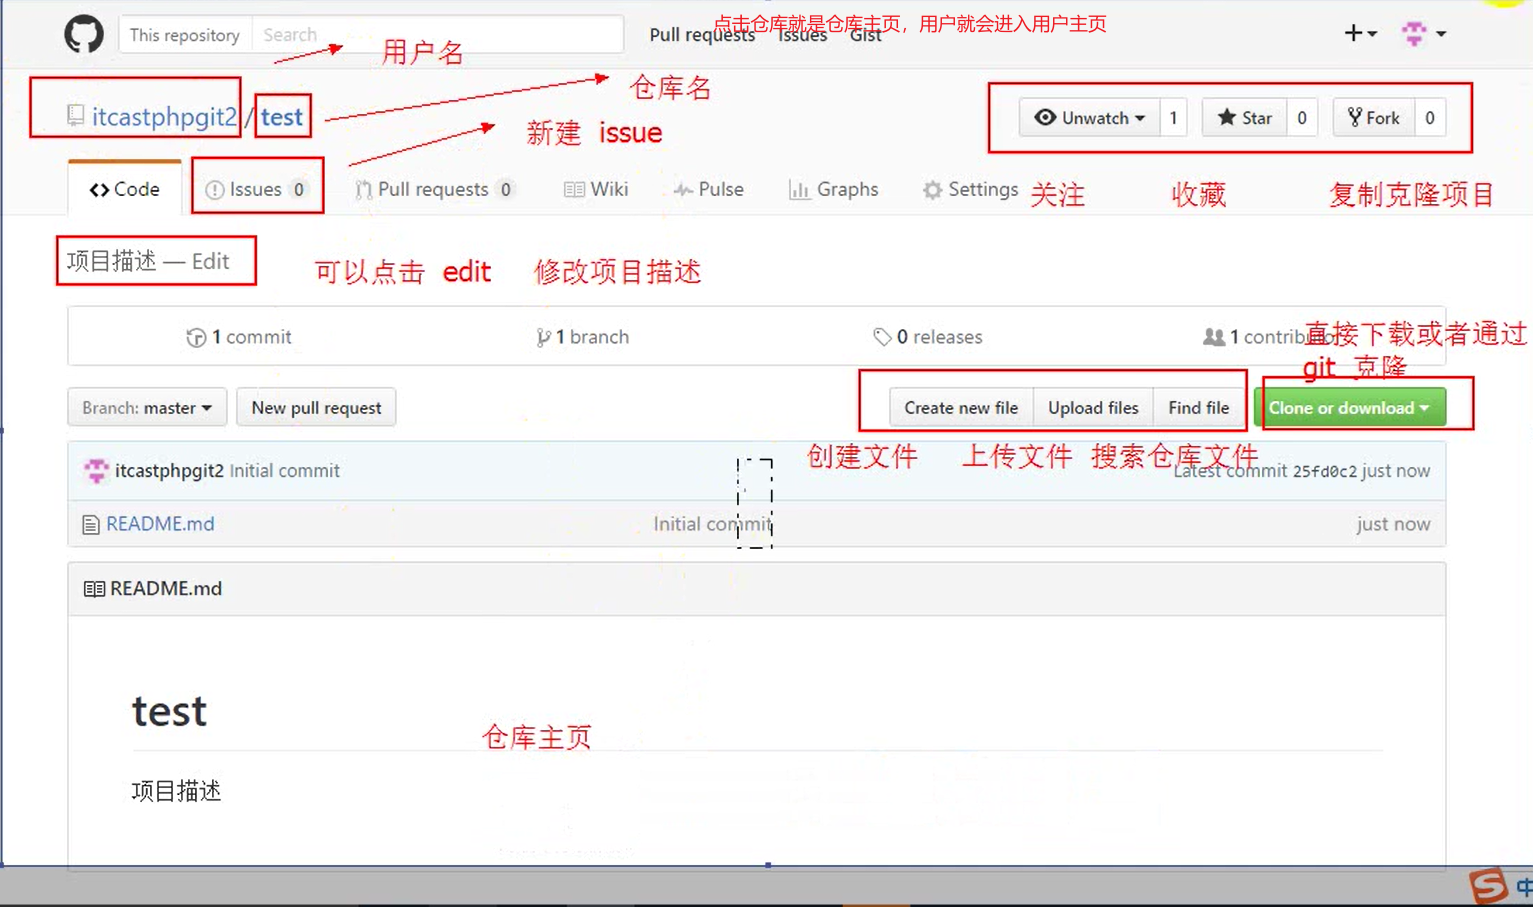 This repository Search Pull requests Issues Gist
点击仓库就是仓库主页，用户就会进入用户主页
用户名
仓库名
itcastphpgit2 / test
Unwatch 1 Star 0 Fork 0
新建 issue
Code Issues 0 Pull requests 0 Wiki Pulse Graphs Settings
关注 收藏 复制克隆项目
项目描述 — Edit
可以点击 edit 修改项目描述
1 commit 1 branch 0 releases 1 contributor
直接下载或者通过
git 克隆
Branch: master New pull request Create new file Upload files Find file Clone or download
创建文件 上传文件 搜索仓库文件
itcastphpgit2 Initial commit Latest commit 25fd0c2 just now
README.md Initial commit just now
README.md
test
仓库主页
项目描述
S 中